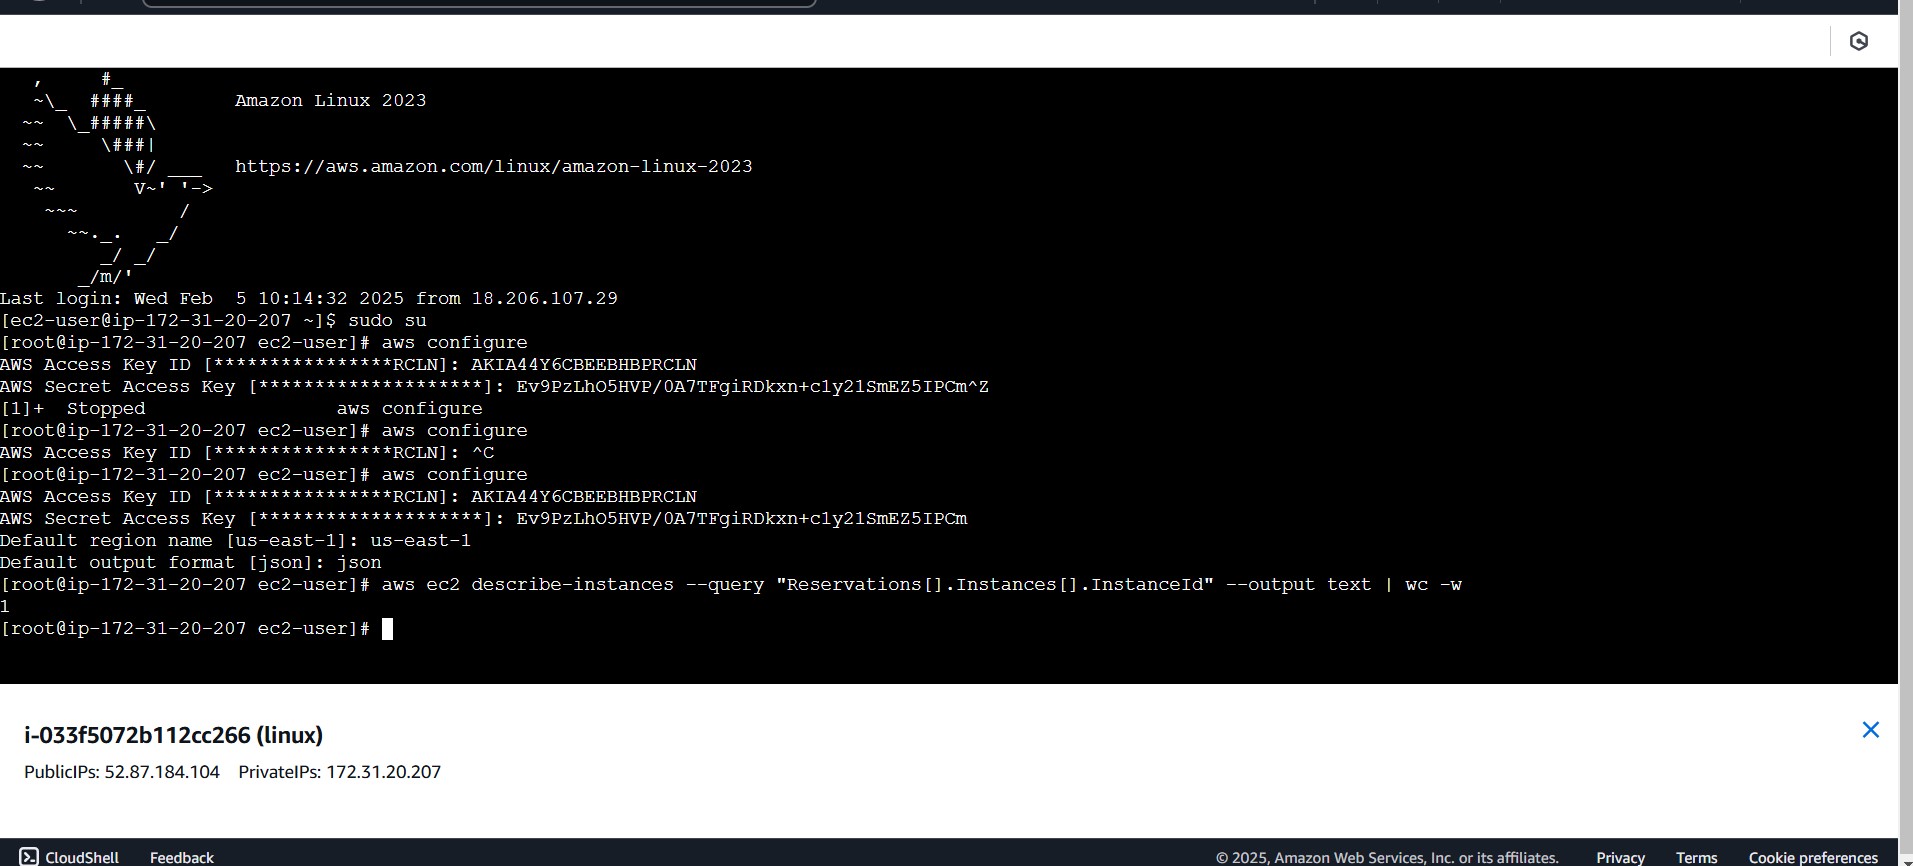 , #_
~\_ ####_ Amazon Linux 2023
~~ \_#####\
~~ \###|
~~ \#/ ___ https://aws.amazon.com/linux/amazon-linux-2023
~~ V~' '->
~~~ /
~~._. _/
_/ _/
_/m/'
Last login: Wed Feb 5 10:14:32 2025 from 18.206.107.29
[ec2-user@ip-172-31-20-207 ~]$ sudo su
[root@ip-172-31-20-207 ec2-user]# aws configure
AWS Access Key ID [****************RCLN]: AKIA44Y6CBEEBHBPRCLN
AWS Secret Access Key [********************]: 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^Z
[1]+ Stopped aws configure
[root@ip-172-31-20-207 ec2-user]# aws configure
AWS Access Key ID [****************RCLN]: ^C
[root@ip-172-31-20-207 ec2-user]# aws configure
AWS Access Key ID [****************RCLN]: AKIA44Y6CBEEBHBPRCLN
AWS Secret Access Key [********************]: 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
Default region name [us-east-1]: us-east-1
Default output format [json]: json
[root@ip-172-31-20-207 ec2-user]# aws ec2 describe-instances --query "Reservations[].Instances[].InstanceId" --output text | wc -w
1
[root@ip-172-31-20-207 ec2-user]#
i-033f5072b112cc266 (linux)
PublicIPs: 52.87.184.104 PrivateIPs: 172.31.20.207
CloudShell Feedback © 2025, Amazon Web Services, Inc. or its affiliates. Privacy Terms Cookie preferences